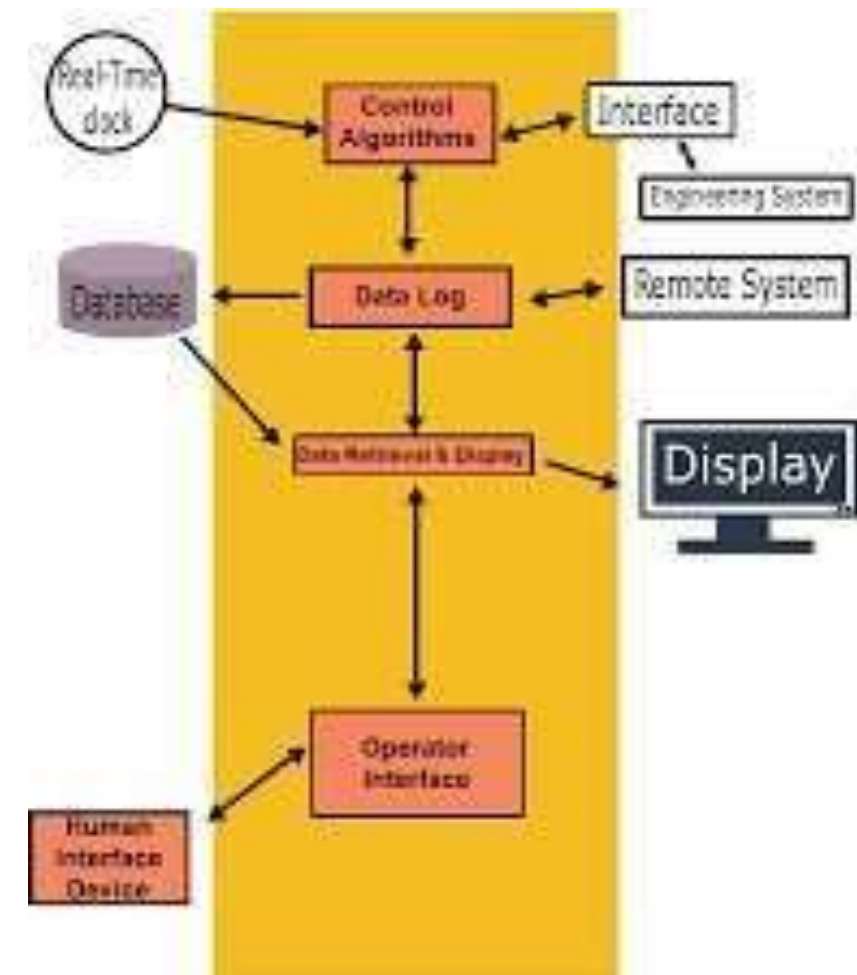 Real-Time
clock
Control
Algorithms
Interface
Engineering System
Database
Data Log
Remote System
Data Retrieval & Display
Display
Operator
Interface
Human
Interface
Device